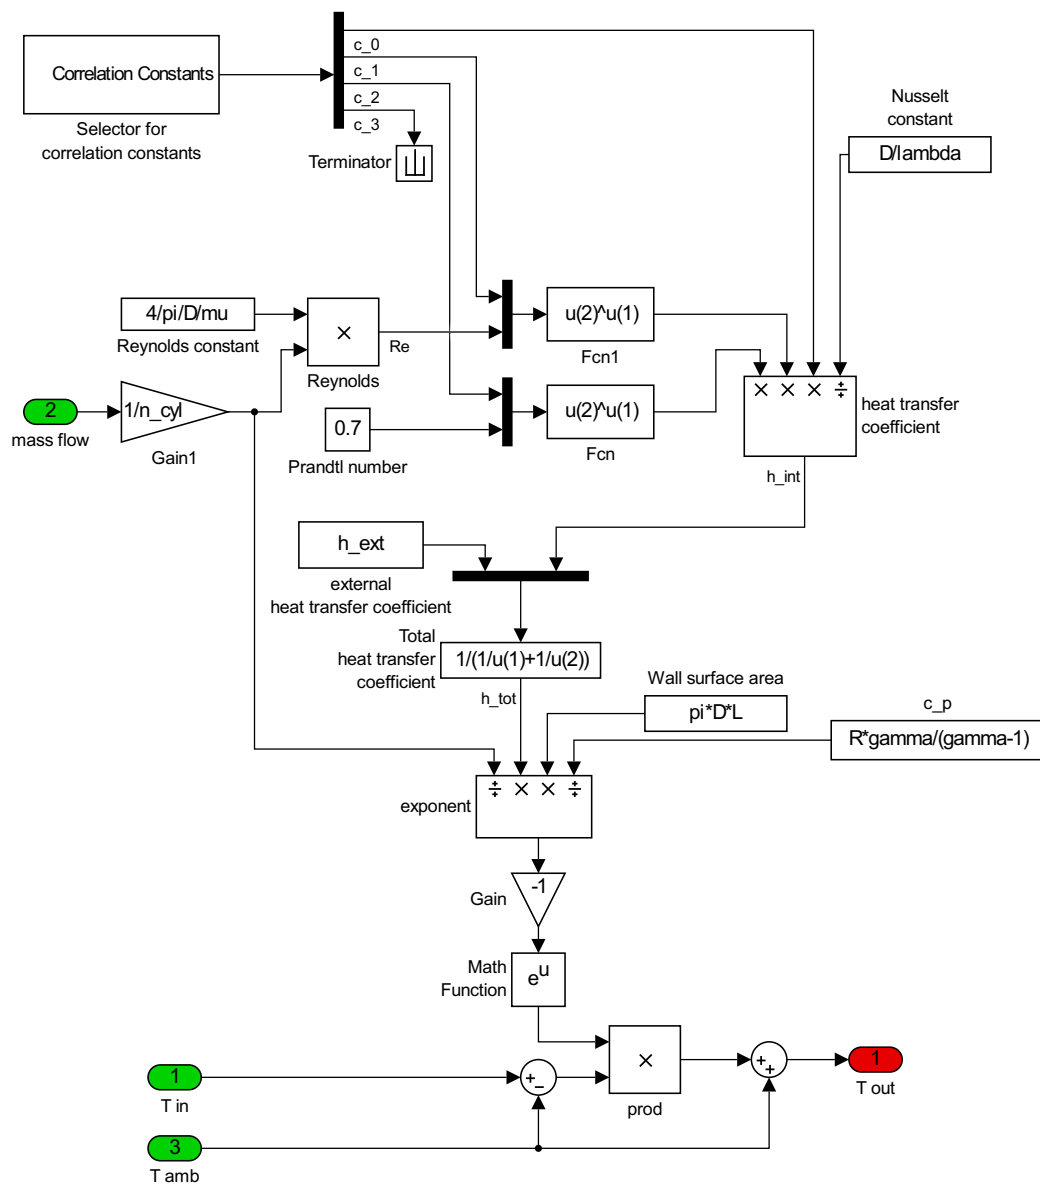 c_0
Correlation Constants
c_1
c_2
c_3
Selector for
correlation constants
Terminator
Nusselt
constant
D/lambda
4/pi/D/mu
Reynolds constant
×
Re
Reynolds
u(2)^u(1)
Fcn1
2
mass flow
1/n_cyl
Gain1
0.7
Prandtl number
u(2)^u(1)
Fcn
× × × ÷
heat transfer
coefficient
h_int
h_ext
external
heat transfer coefficient
Total
heat transfer
coefficient
1/(1/u(1)+1/u(2))
h_tot
Wall surface area
pi*D*L
c_p
R*gamma/(gamma-1)
÷ × × ÷
exponent
-1
Gain
Math
Function
eu
1
T in
+
−
×
prod
+
+
1
T out
3
T amb